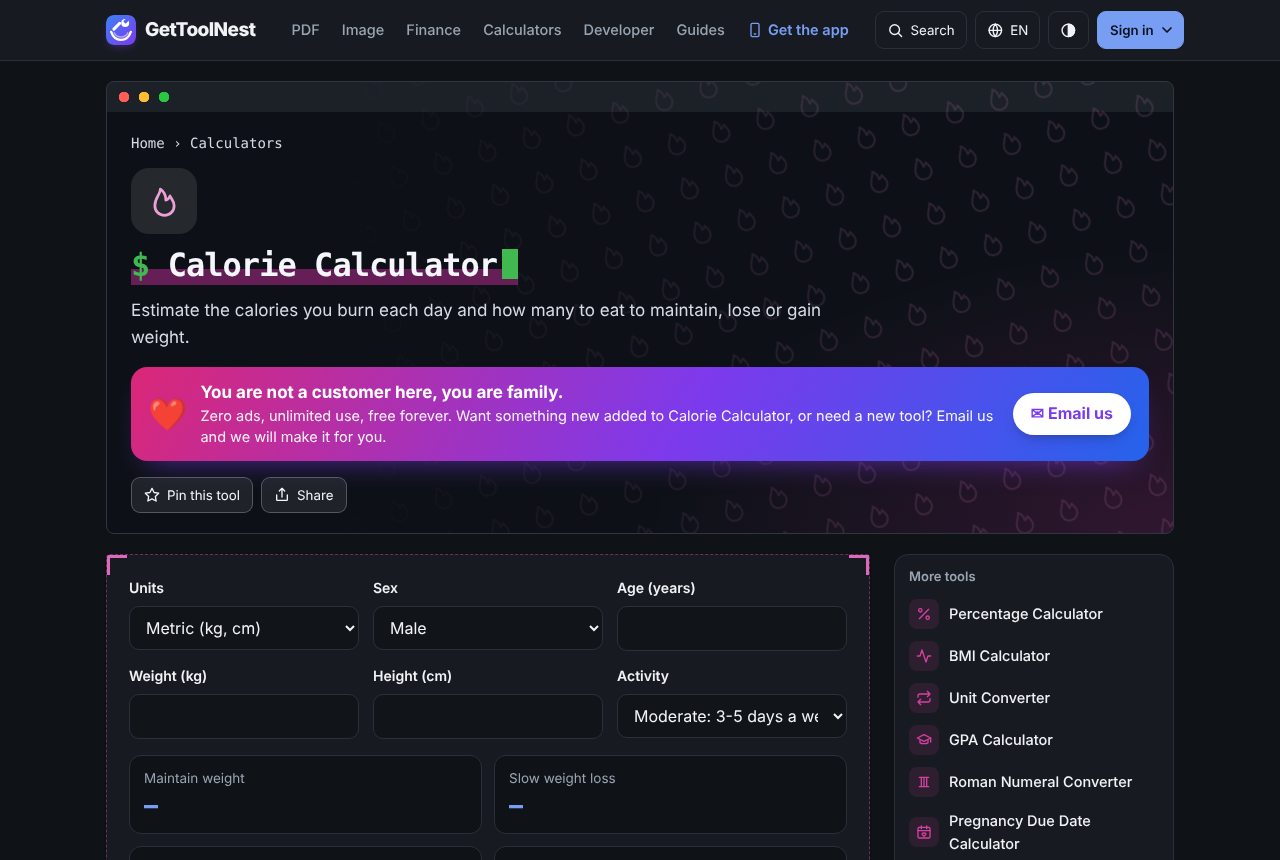 GetToolNest
PDF
Image
Finance
Calculators
Developer
Guides
Get the app
Search
EN
Sign in
Home › Calculators
$ Calorie Calculator
Estimate the calories you burn each day and how many to eat to maintain, lose or gain
weight.
You are not a customer here, you are family.
Zero ads, unlimited use, free forever. Want something new added to Calorie Calculator, or need a new tool? Email us
and we will make it for you.
✉ Email us
Pin this tool
Share
Units
Sex
Age (years)
Metric (kg, cm)
Male
Weight (kg)
Height (cm)
Activity
Moderate: 3-5 days a we
Maintain weight
–
Slow weight loss
–
More tools
Percentage Calculator
BMI Calculator
Unit Converter
GPA Calculator
Roman Numeral Converter
Pregnancy Due Date
Calculator